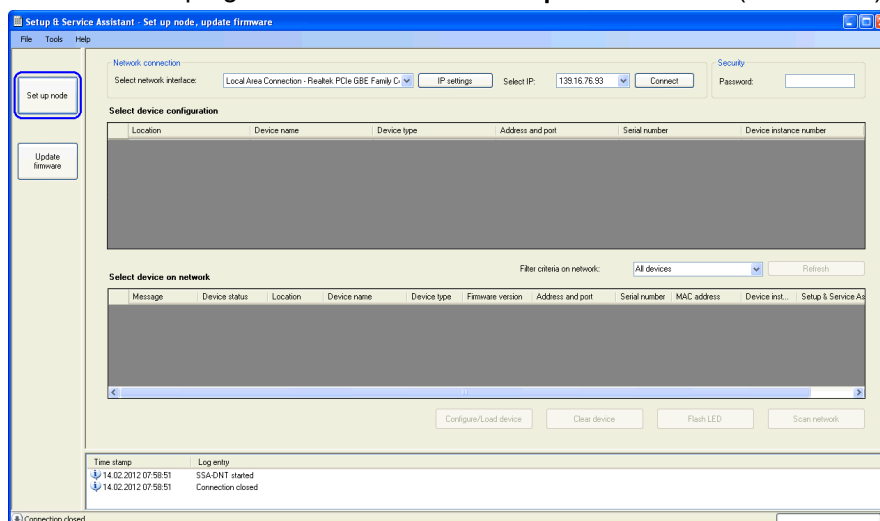 Setup & Service Assistant - Set up node, update firmware
File Tools Help
Set up node
Update firmware
Network connection
Select network interface: Local Area Connection - Realtek PCIe GBE Family C IP settings Select IP: 139.16.76.93 Connect
Security
Password:
Select device configuration
Location Device name Device type Address and port Serial number Device instance number
Filter criteria on network: All devices Refresh
Select device on network
Message Device status Location Device name Device type Firmware version Address and port Serial number MAC address Device inst... Setup & Service As
Configure/Load device Clear device Flash LED Scan network
Time stamp Log entry
14.02.2012 07:58:51 SSA-DNT started
14.02.2012 07:58:51 Connection closed
Connection closed